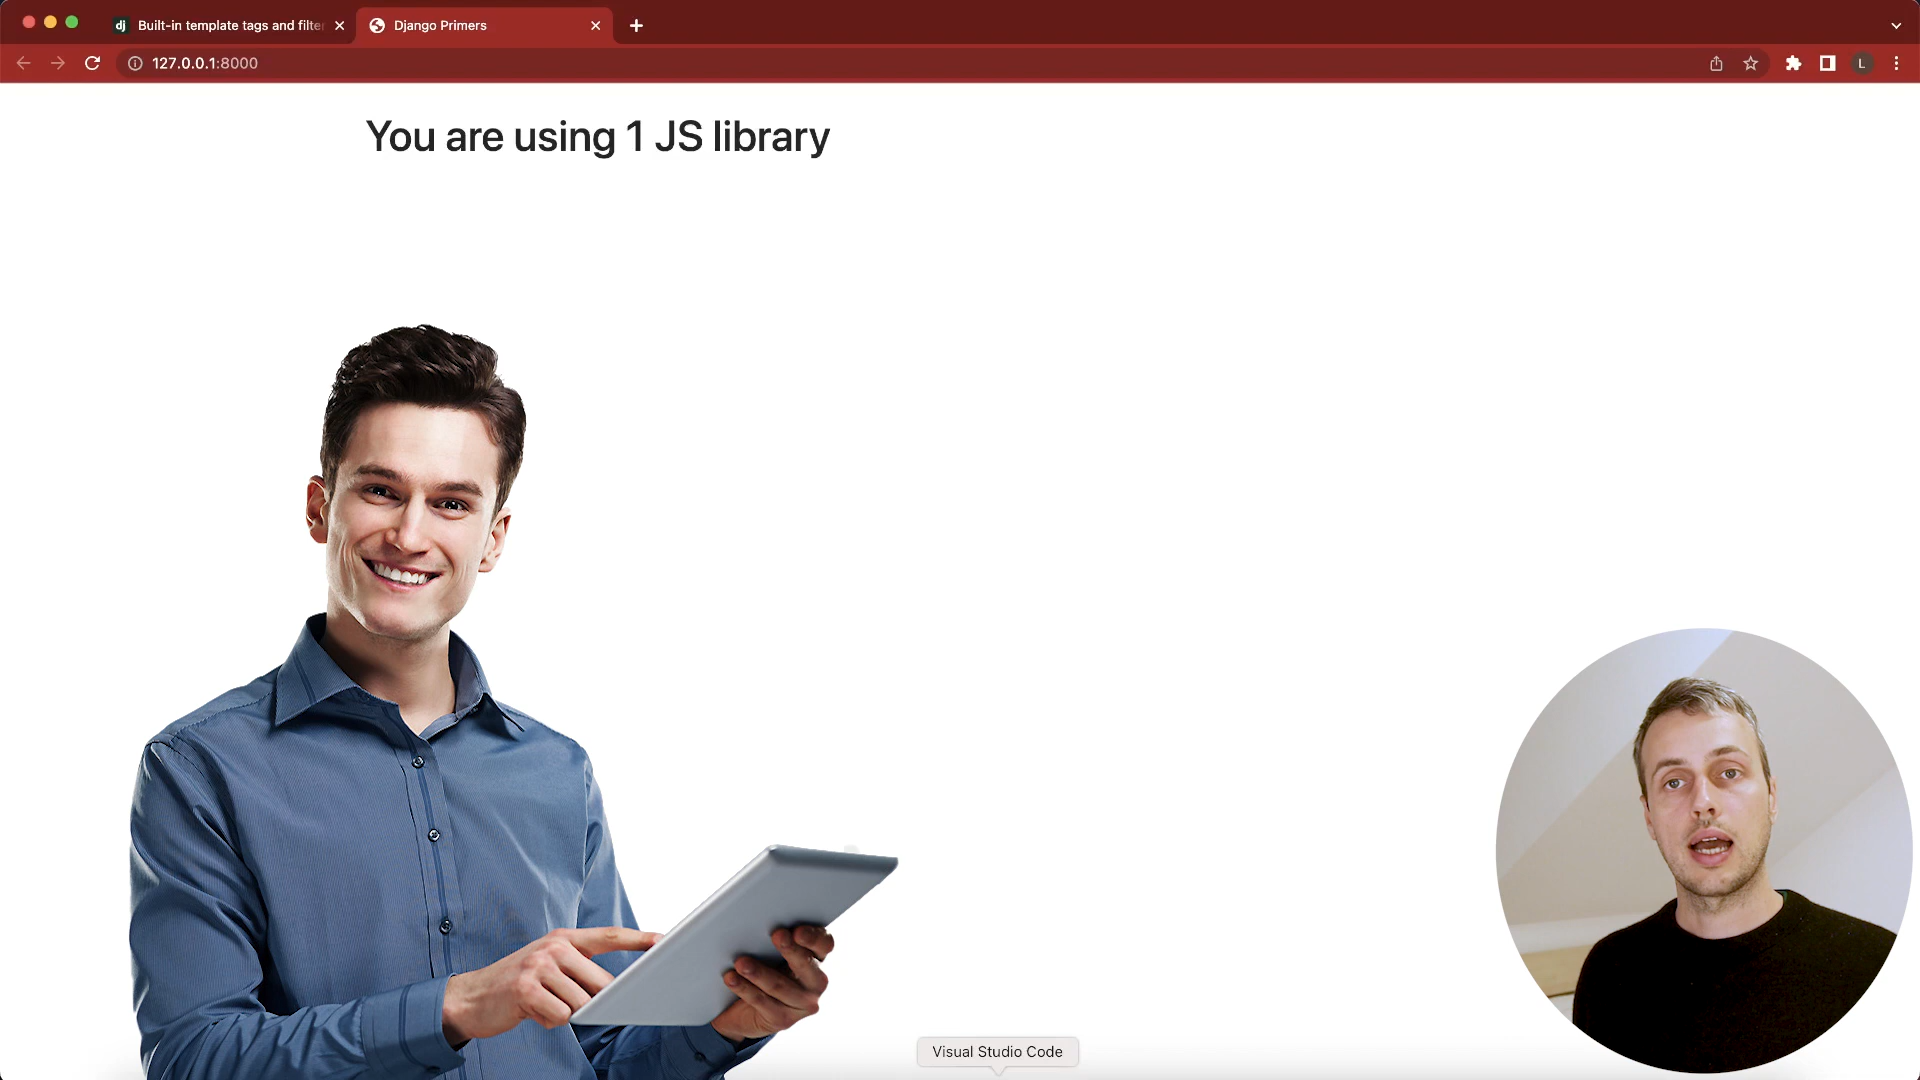 dj Built-in template tags and filter
Django Primers
127.0.0.1:8000
L
You are using 1 JS library
Visual Studio Code